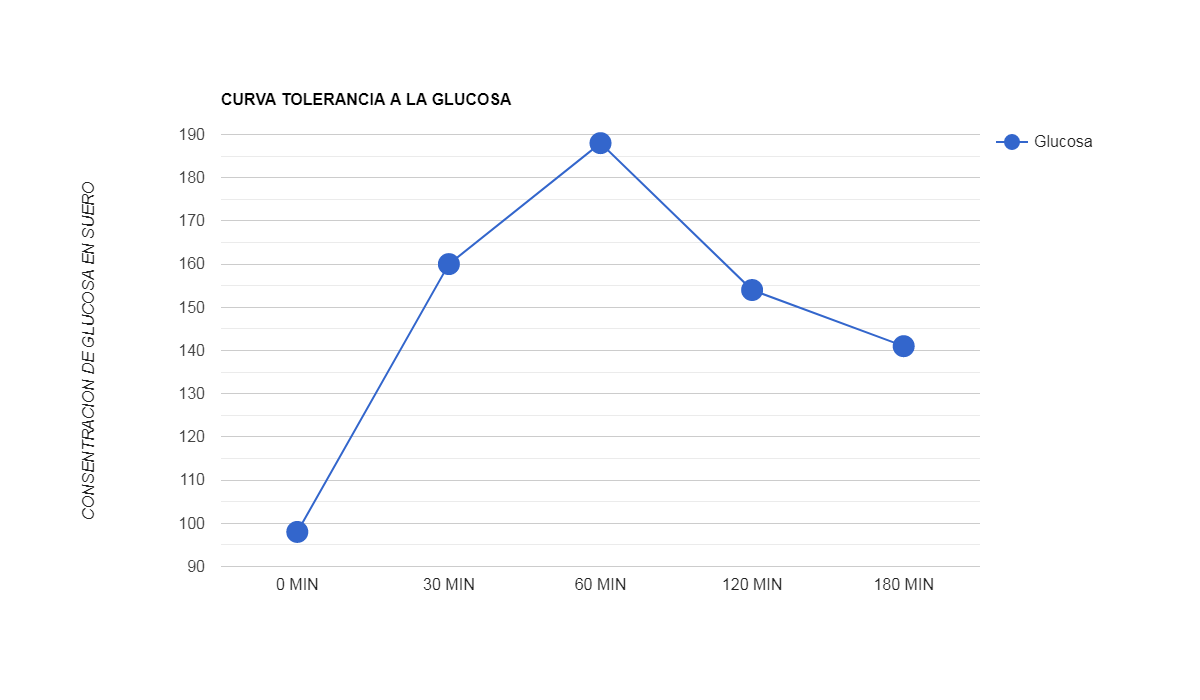 CURVA TOLERANCIA A LA GLUCOSA
Glucosa
CONSENTRACION DE GLUCOSA EN SUERO
190
180
170
160
150
140
130
120
110
100
90
0 MIN
30 MIN
60 MIN
120 MIN
180 MIN